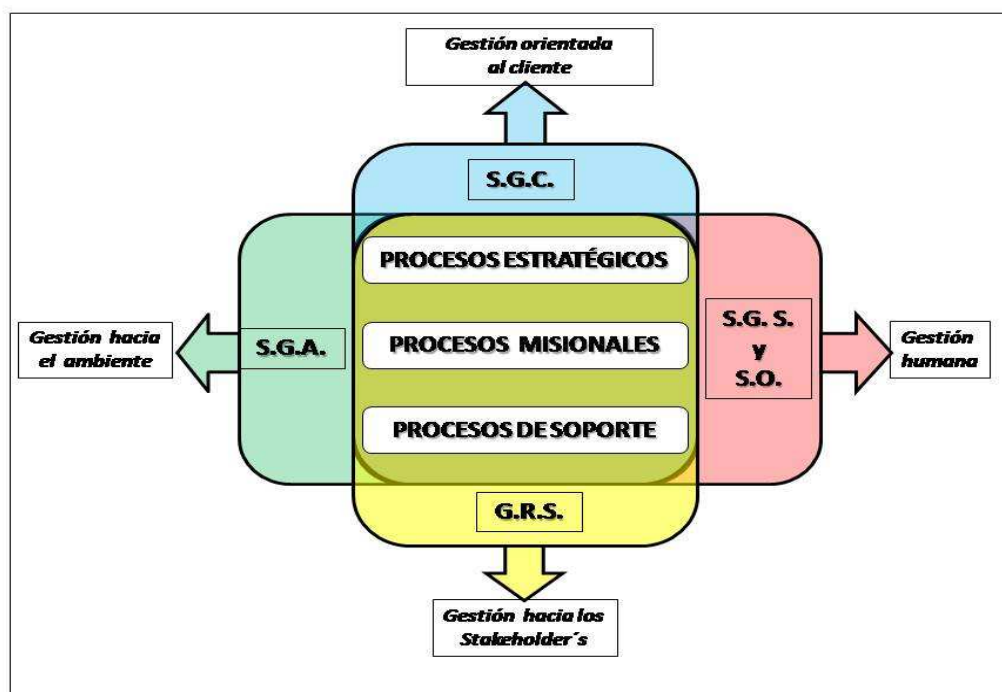 Gestión orientada
al cliente
S.G.C.
PROCESOS ESTRATÉGICOS
Gestión hacia
el ambiente
S.G.A.
PROCESOS MISIONALES
S.G. S.
y
S.O.
Gestión
humana
PROCESOS DE SOPORTE
G.R.S.
Gestión hacia los
Stakeholder´s